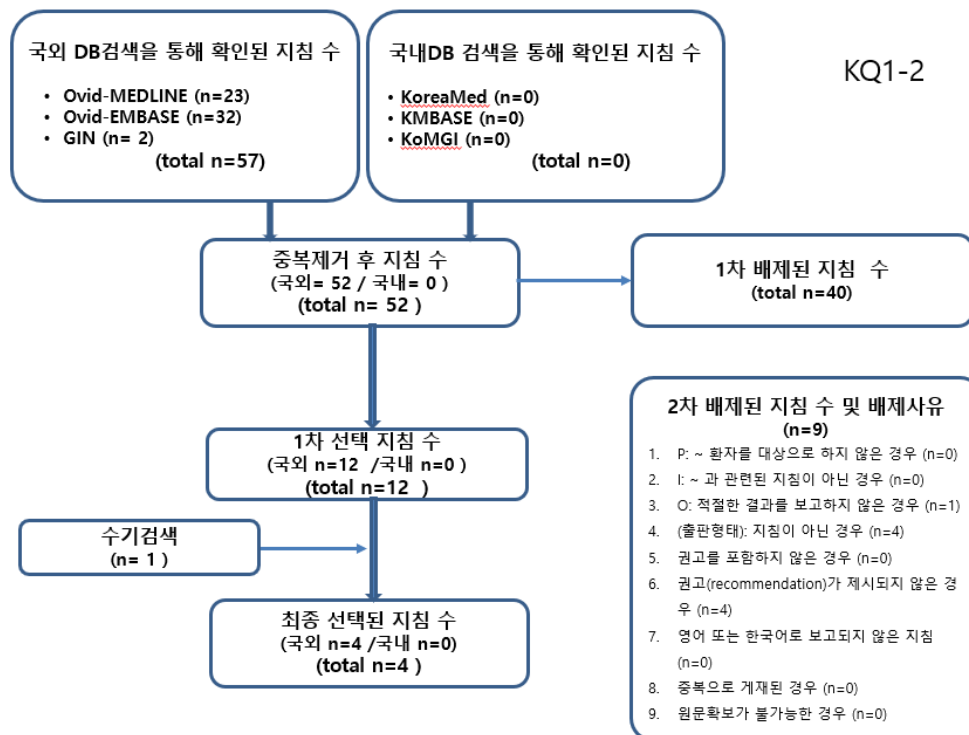 국외 DB검색을 통해 확인된 지침 수
• Ovid-MEDLINE (n=23)
• Ovid-EMBASE (n=32)
• GIN (n= 2)
(total n=57)
국내DB 검색을 통해 확인된 지침 수
• KoreaMed (n=0)
• KMBASE (n=0)
• KoMGI (n=0)
(total n=0)
KQ1-2
중복제거 후 지침 수
(국외= 52 / 국내= 0 )
(total n= 52 )
1차 배제된 지침 수
(total n=40)
1차 선택 지침 수
(국외 n=12 /국내 n=0 )
(total n=12 )
수기검색
(n= 1 )
최종 선택된 지침 수
(국외 n=4 /국내 n=0)
(total n=4 )
2차 배제된 지침 수 및 배제사유
(n=9)
1. P: ~ 환자를 대상으로 하지 않은 경우 (n=0)
2. I: ~ 과 관련된 지침이 아닌 경우 (n=0)
3. O: 적절한 결과를 보고하지 않은 경우 (n=1)
4. (출판형태): 지침이 아닌 경우 (n=4)
5. 권고를 포함하지 않은 경우 (n=0)
6. 권고(recommendation)가 제시되지 않은 경
우 (n=4)
7. 영어 또는 한국어로 보고되지 않은 지침
(n=0)
8. 중복으로 게재된 경우 (n=0)
9. 원문확보가 불가능한 경우 (n=0)